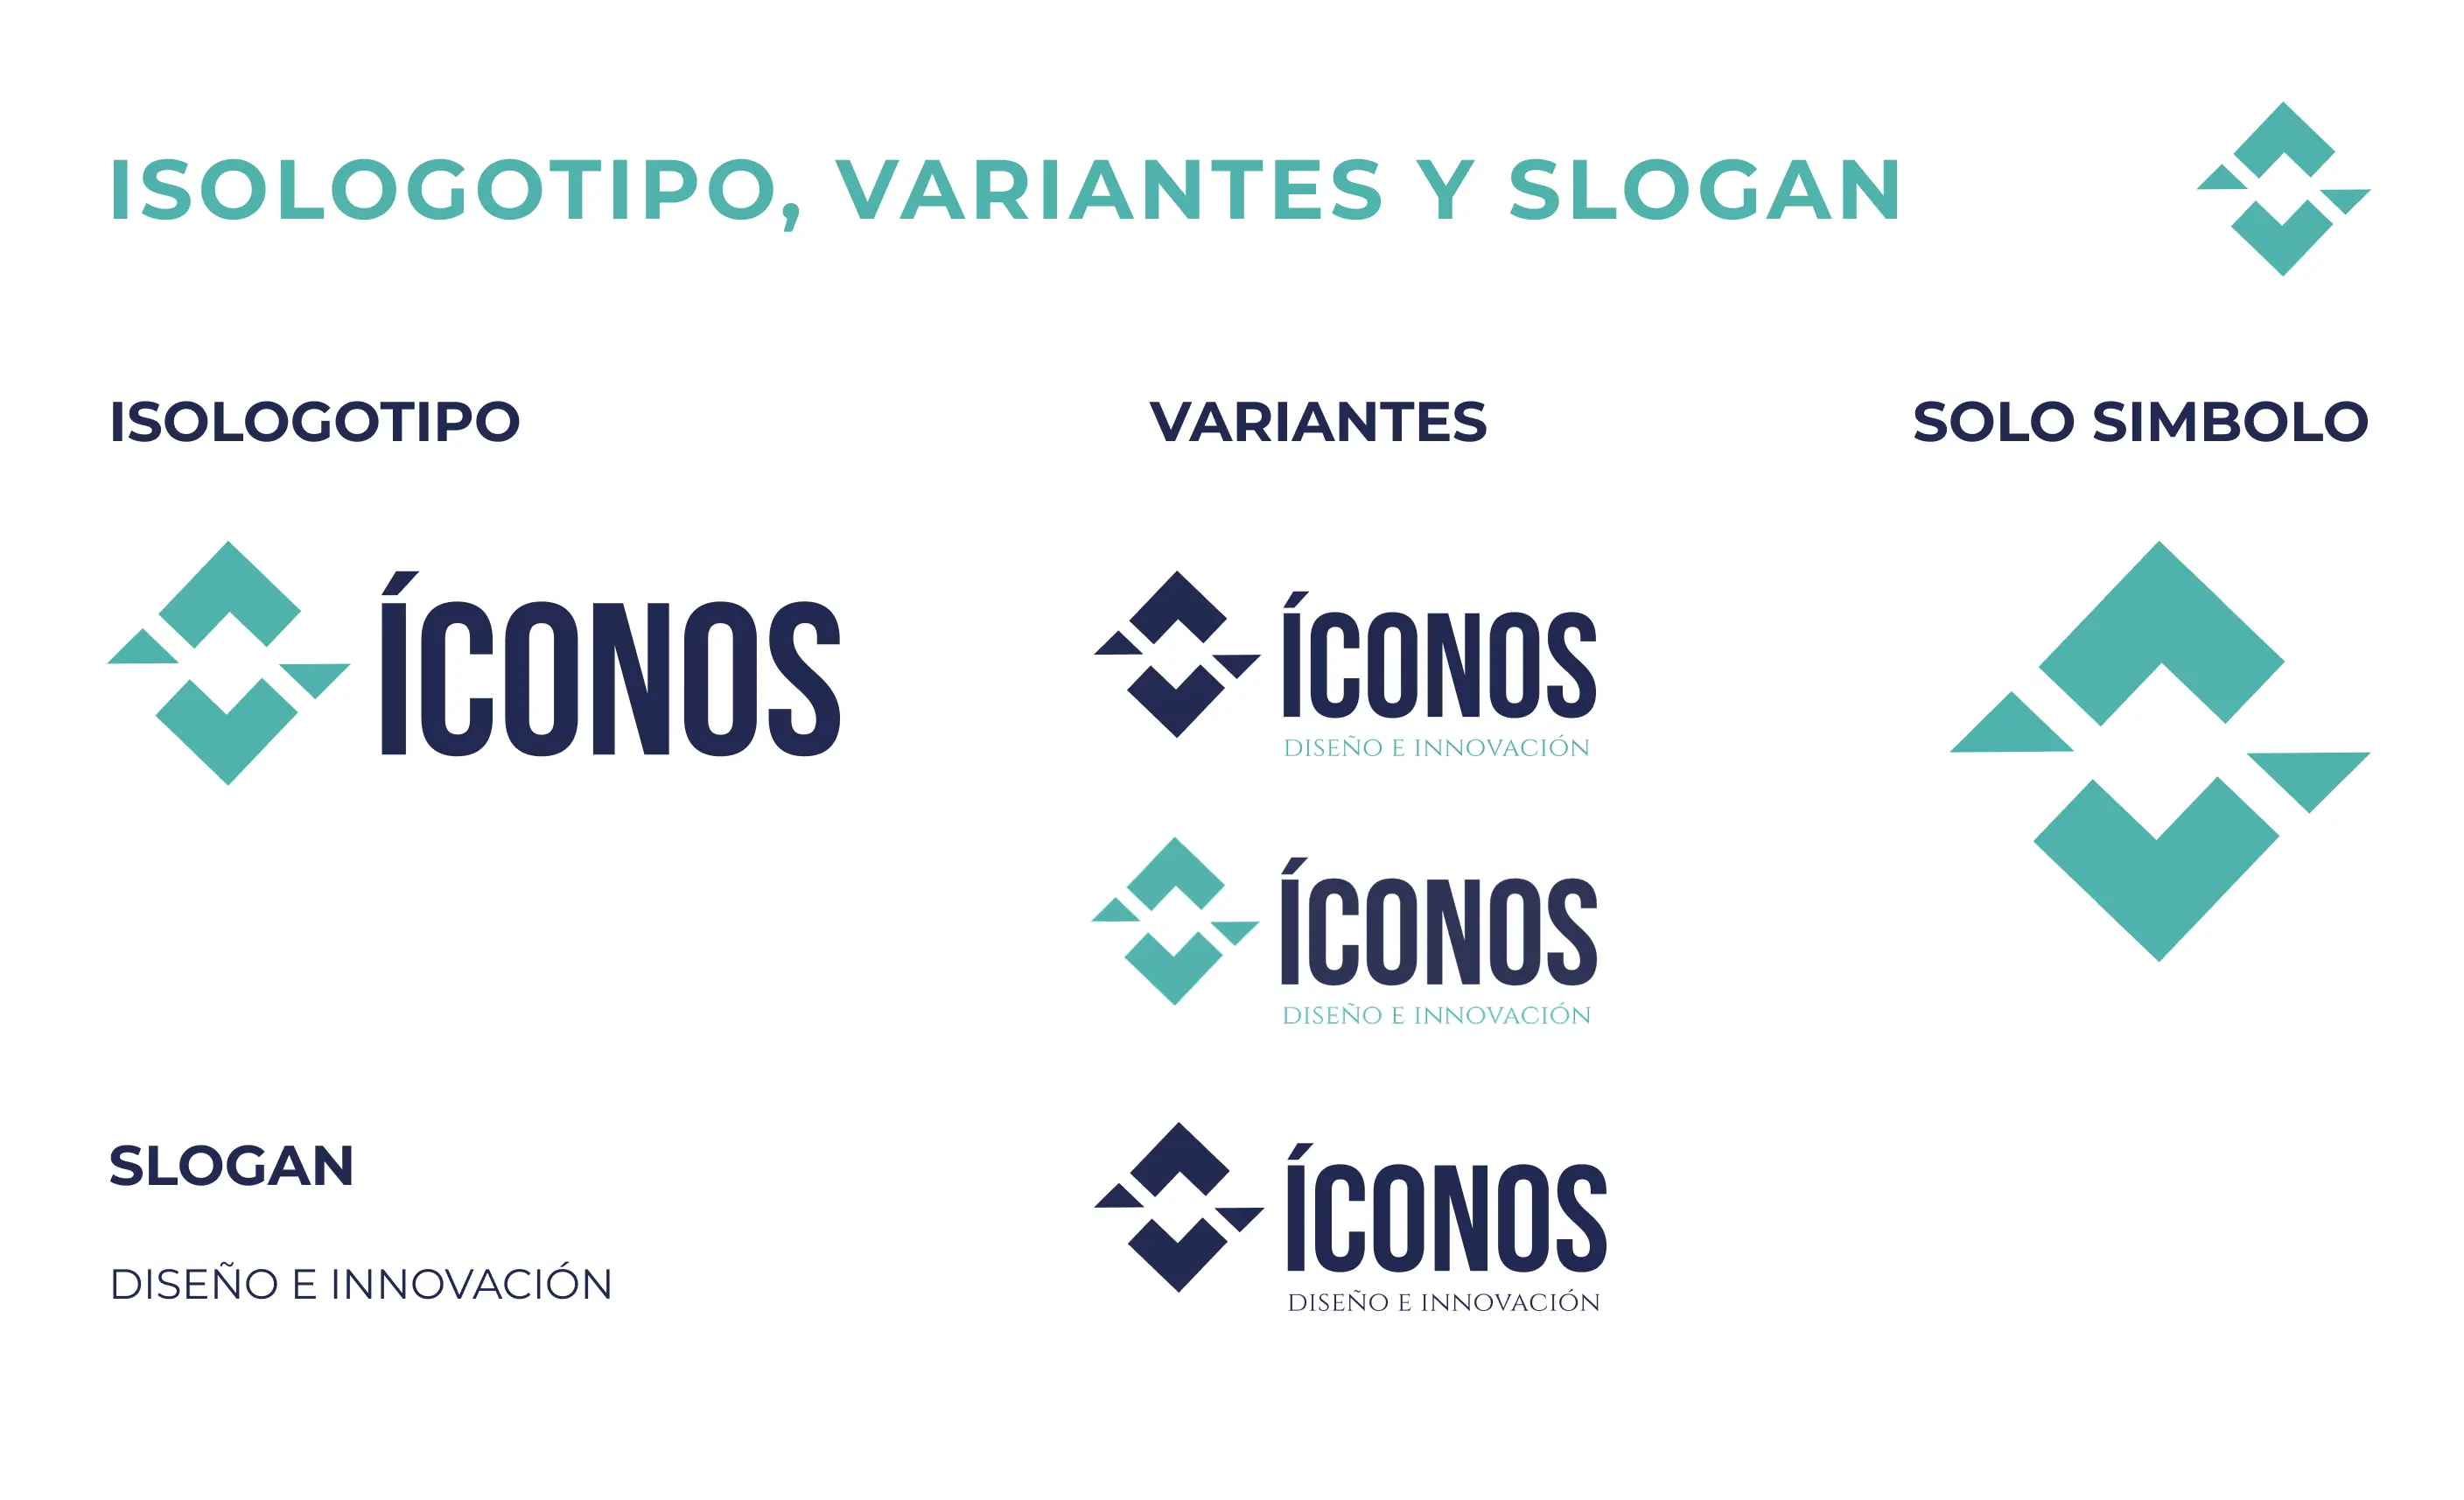 ISOLOGOTIPO, VARIANTES Y SLOGAN
ISOLOGOTIPO
ÍCONOS
VARIANTES
ÍCONOS
DISEÑO E INNOVACIÓN
ÍCONOS
DISEÑO E INNOVACIÓN
ÍCONOS
DISEÑO E INNOVACIÓN
SOLO SIMBOLO
SLOGAN
DISEÑO E INNOVACIÓN